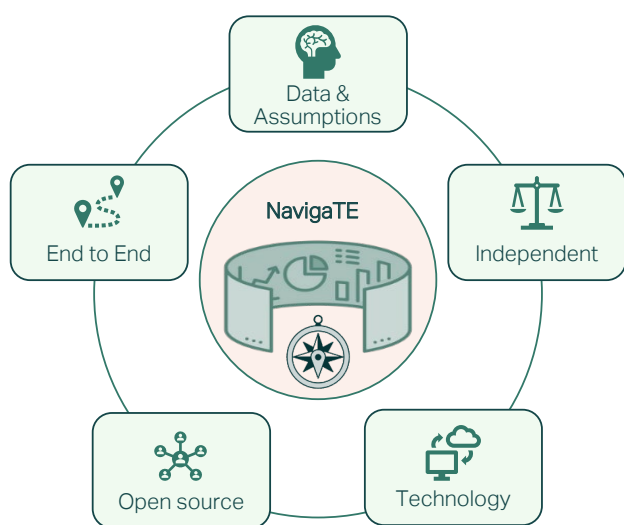 Data &
Assumptions
NavigaTE
End to End
Independent
Open source
Technology